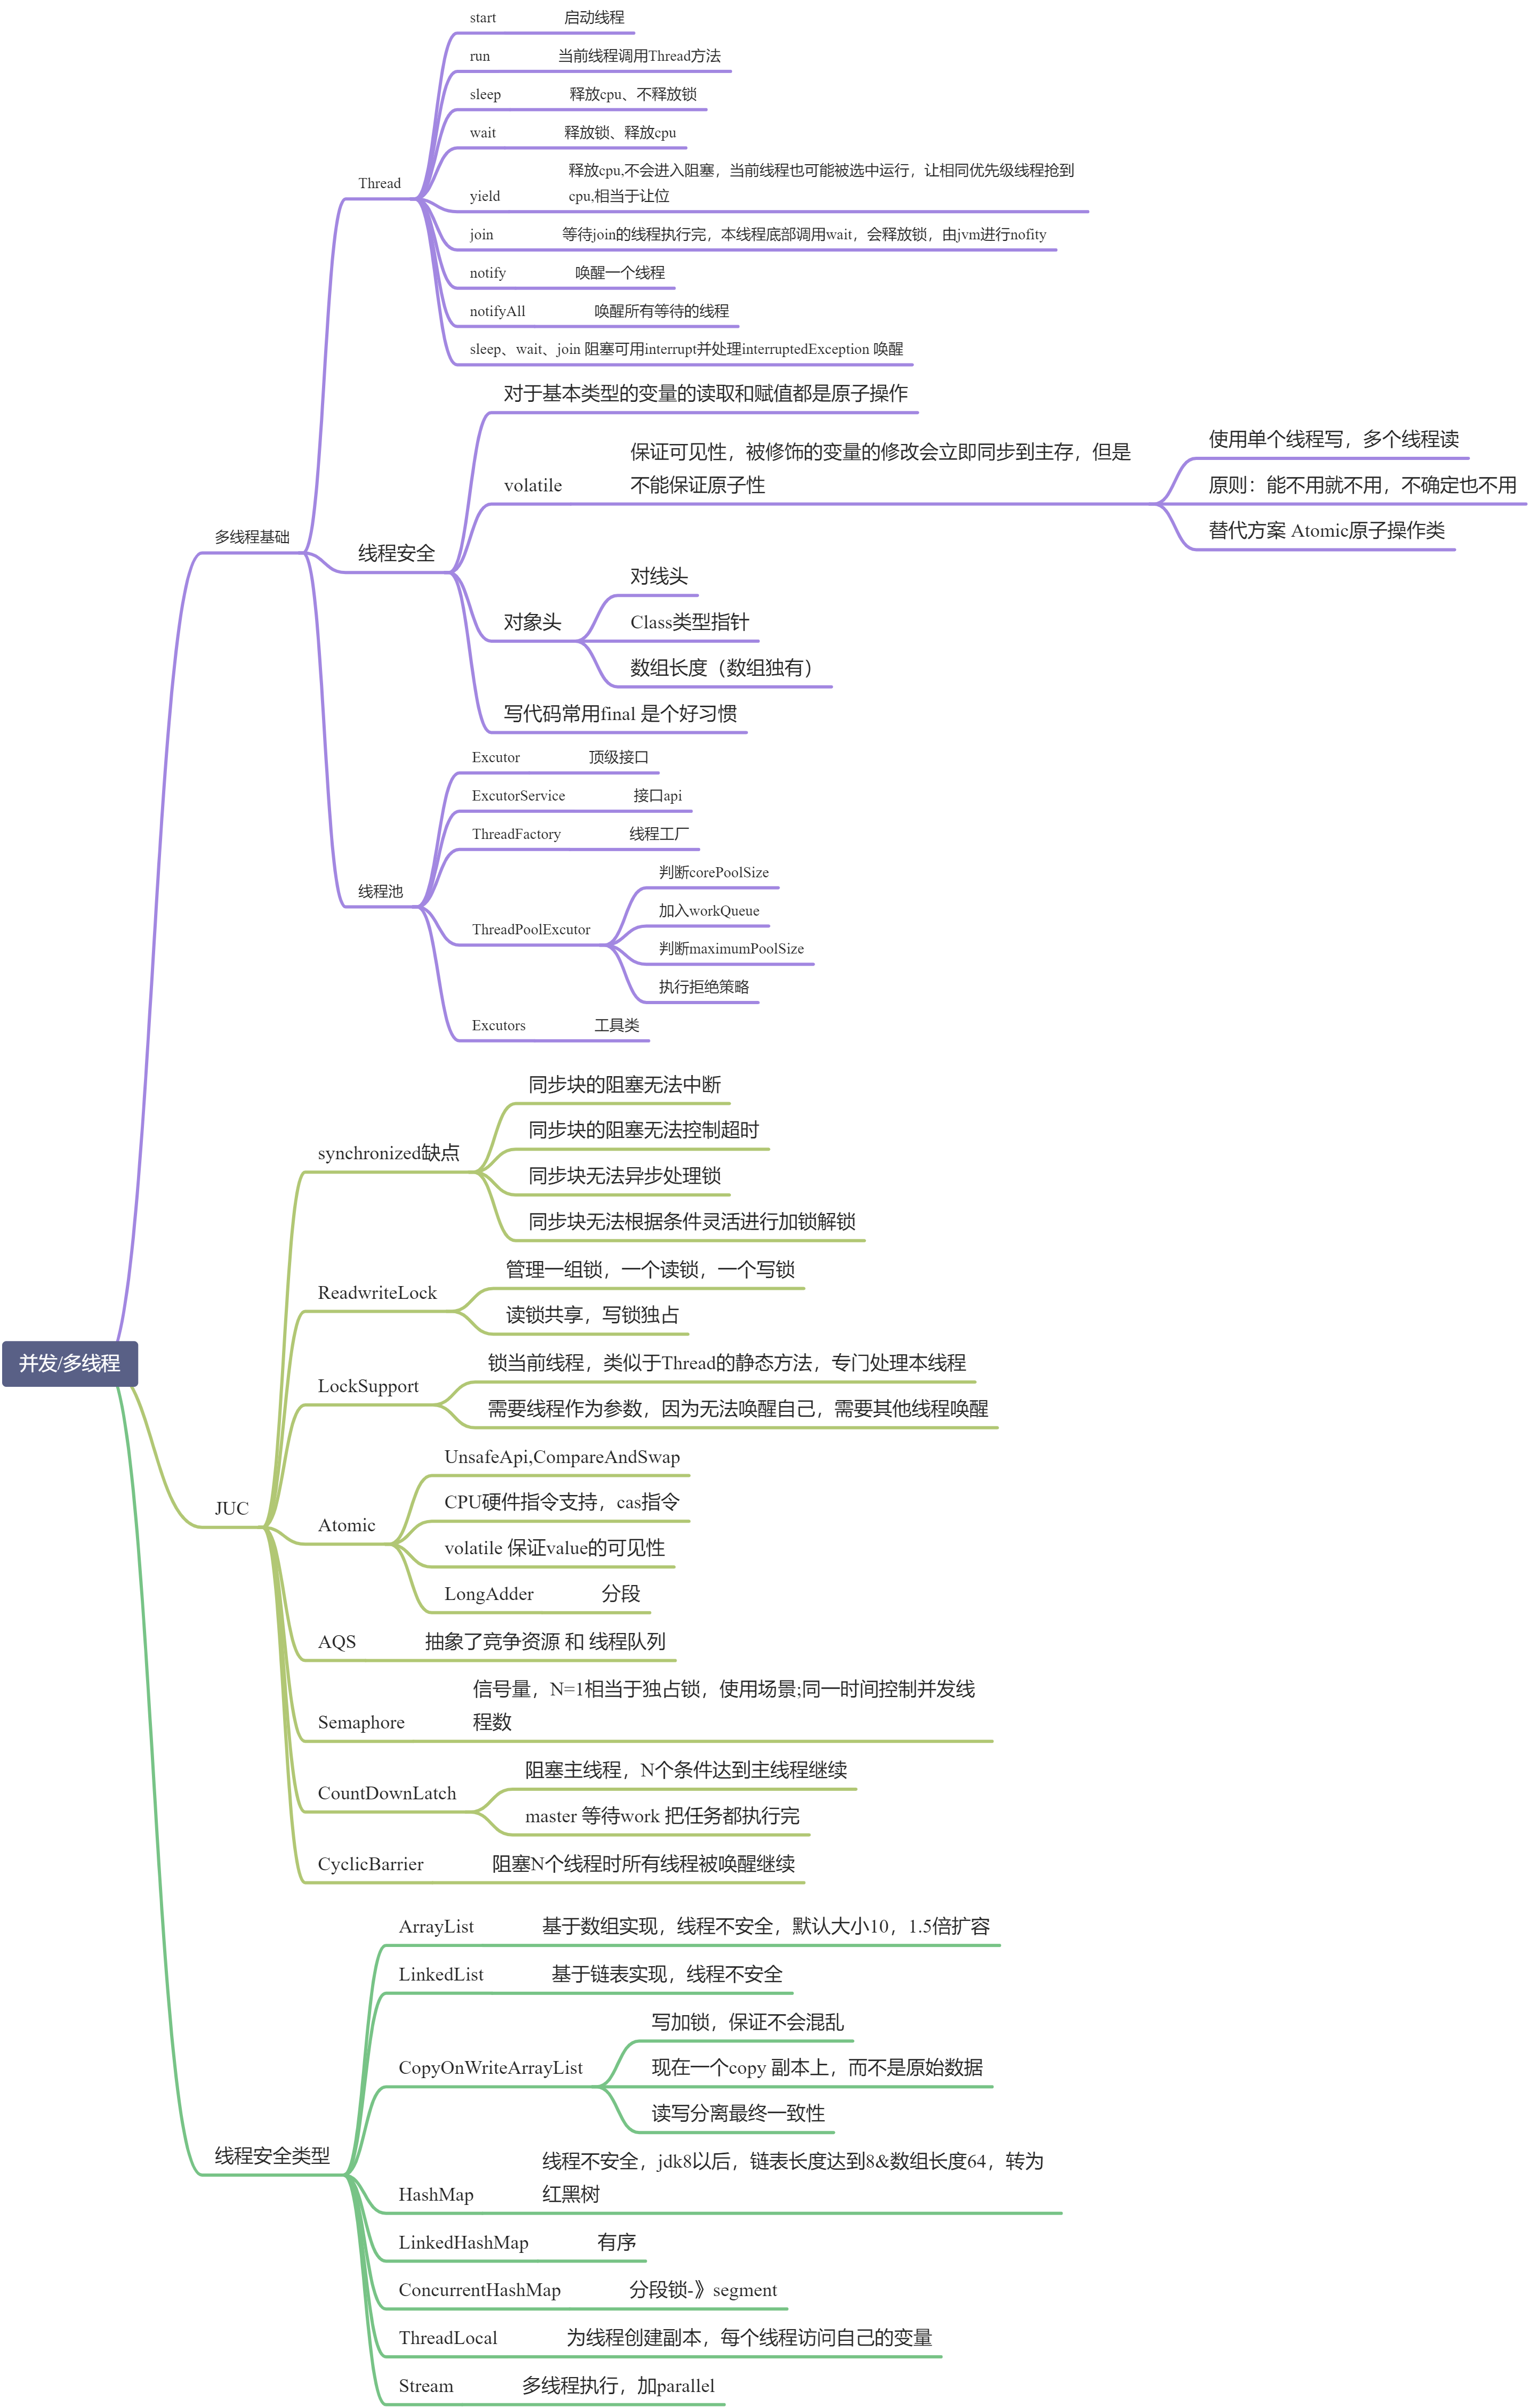 start 启动线程
run 当前线程调用Thread方法
sleep 释放cpu、不释放锁
wait 释放锁、释放cpu
释放cpu,不会进入阻塞，当前线程也可能被选中运行，让相同优先级线程抢到
Thread
yield cpu,相当于让位
join 等待join的线程执行完，本线程底部调用wait，会释放锁，由jvm进行nofity
notify 唤醒一个线程
notifyAll 唤醒所有等待的线程
sleep、wait、join 阻塞可用interrupt并处理interruptedException 唤醒
对于基本类型的变量的读取和赋值都是原子操作
使用单个线程写，多个线程读
保证可见性，被修饰的变量的修改会立即同步到主存，但是
volatile 不能保证原子性
原则：能不用就不用，不确定也不用
替代方案 Atomic原子操作类
多线程基础
线程安全
对线头
对象头
Class类型指针
数组长度（数组独有）
写代码常用final 是个好习惯
Excutor 顶级接口
ExcutorService 接口api
ThreadFactory 线程工厂
判断corePoolSize
线程池
加入workQueue
ThreadPoolExcutor
判断maximumPoolSize
执行拒绝策略
Excutors 工具类
同步块的阻塞无法中断
同步块的阻塞无法控制超时
synchronized缺点
同步块无法异步处理锁
同步块无法根据条件灵活进行加锁解锁
管理一组锁，一个读锁，一个写锁
ReadwriteLock
读锁共享，写锁独占
并发/多线程
锁当前线程，类似于Thread的静态方法，专门处理本线程
LockSupport
需要线程作为参数，因为无法唤醒自己，需要其他线程唤醒
UnsafeApi,CompareAndSwap
JUC
CPU硬件指令支持，cas指令
Atomic
volatile 保证value的可见性
LongAdder 分段
AQS 抽象了竞争资源 和 线程队列
信号量，N=1相当于独占锁，使用场景;同一时间控制并发线
Semaphore 程数
阻塞主线程，N个条件达到主线程继续
CountDownLatch
master 等待work 把任务都执行完
CyclicBarrier 阻塞N个线程时所有线程被唤醒继续
ArrayList 基于数组实现，线程不安全，默认大小10，1.5倍扩容
LinkedList 基于链表实现，线程不安全
写加锁，保证不会混乱
CopyOnWriteArrayList 现在一个copy 副本上，而不是原始数据
读写分离最终一致性
线程安全类型
线程不安全，jdk8以后，链表长度达到8&数组长度64，转为
HashMap 红黑树
LinkedHashMap 有序
ConcurrentHashMap 分段锁-》segment
ThreadLocal 为线程创建副本，每个线程访问自己的变量
Stream 多线程执行，加parallel